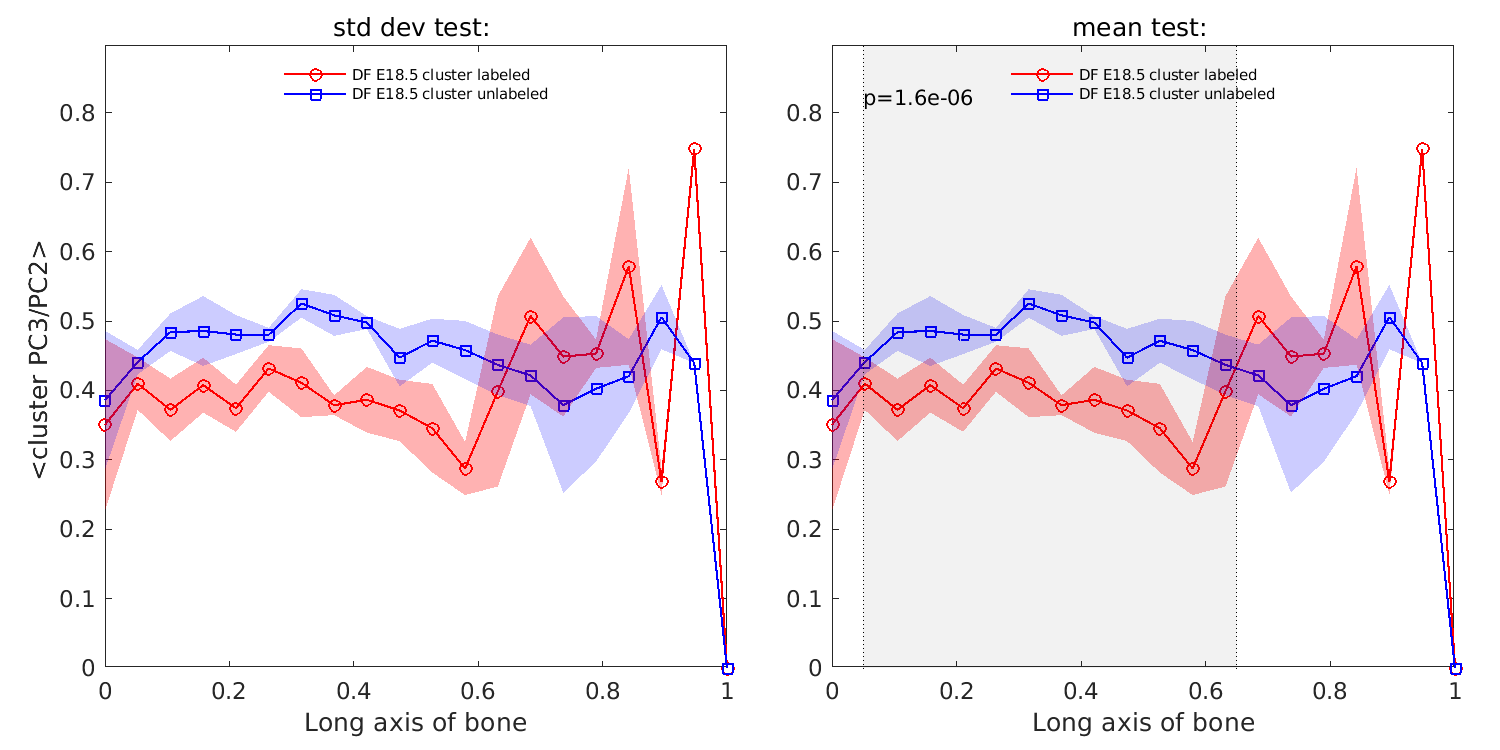 std dev test:
DF E18.5 cluster labeled
DF E18.5 cluster unlabeled
<cluster PC3/PC2>
0.8
0.7
0.6
0.5
0.4
0.3
0.2
0.1
0
0 0.2 0.4 0.6 0.8 1
Long axis of bone
mean test:
DF E18.5 cluster labeled
DF E18.5 cluster unlabeled
p=1.6e-06
0.8
0.7
0.6
0.5
0.4
0.3
0.2
0.1
0
0 0.2 0.4 0.6 0.8 1
Long axis of bone